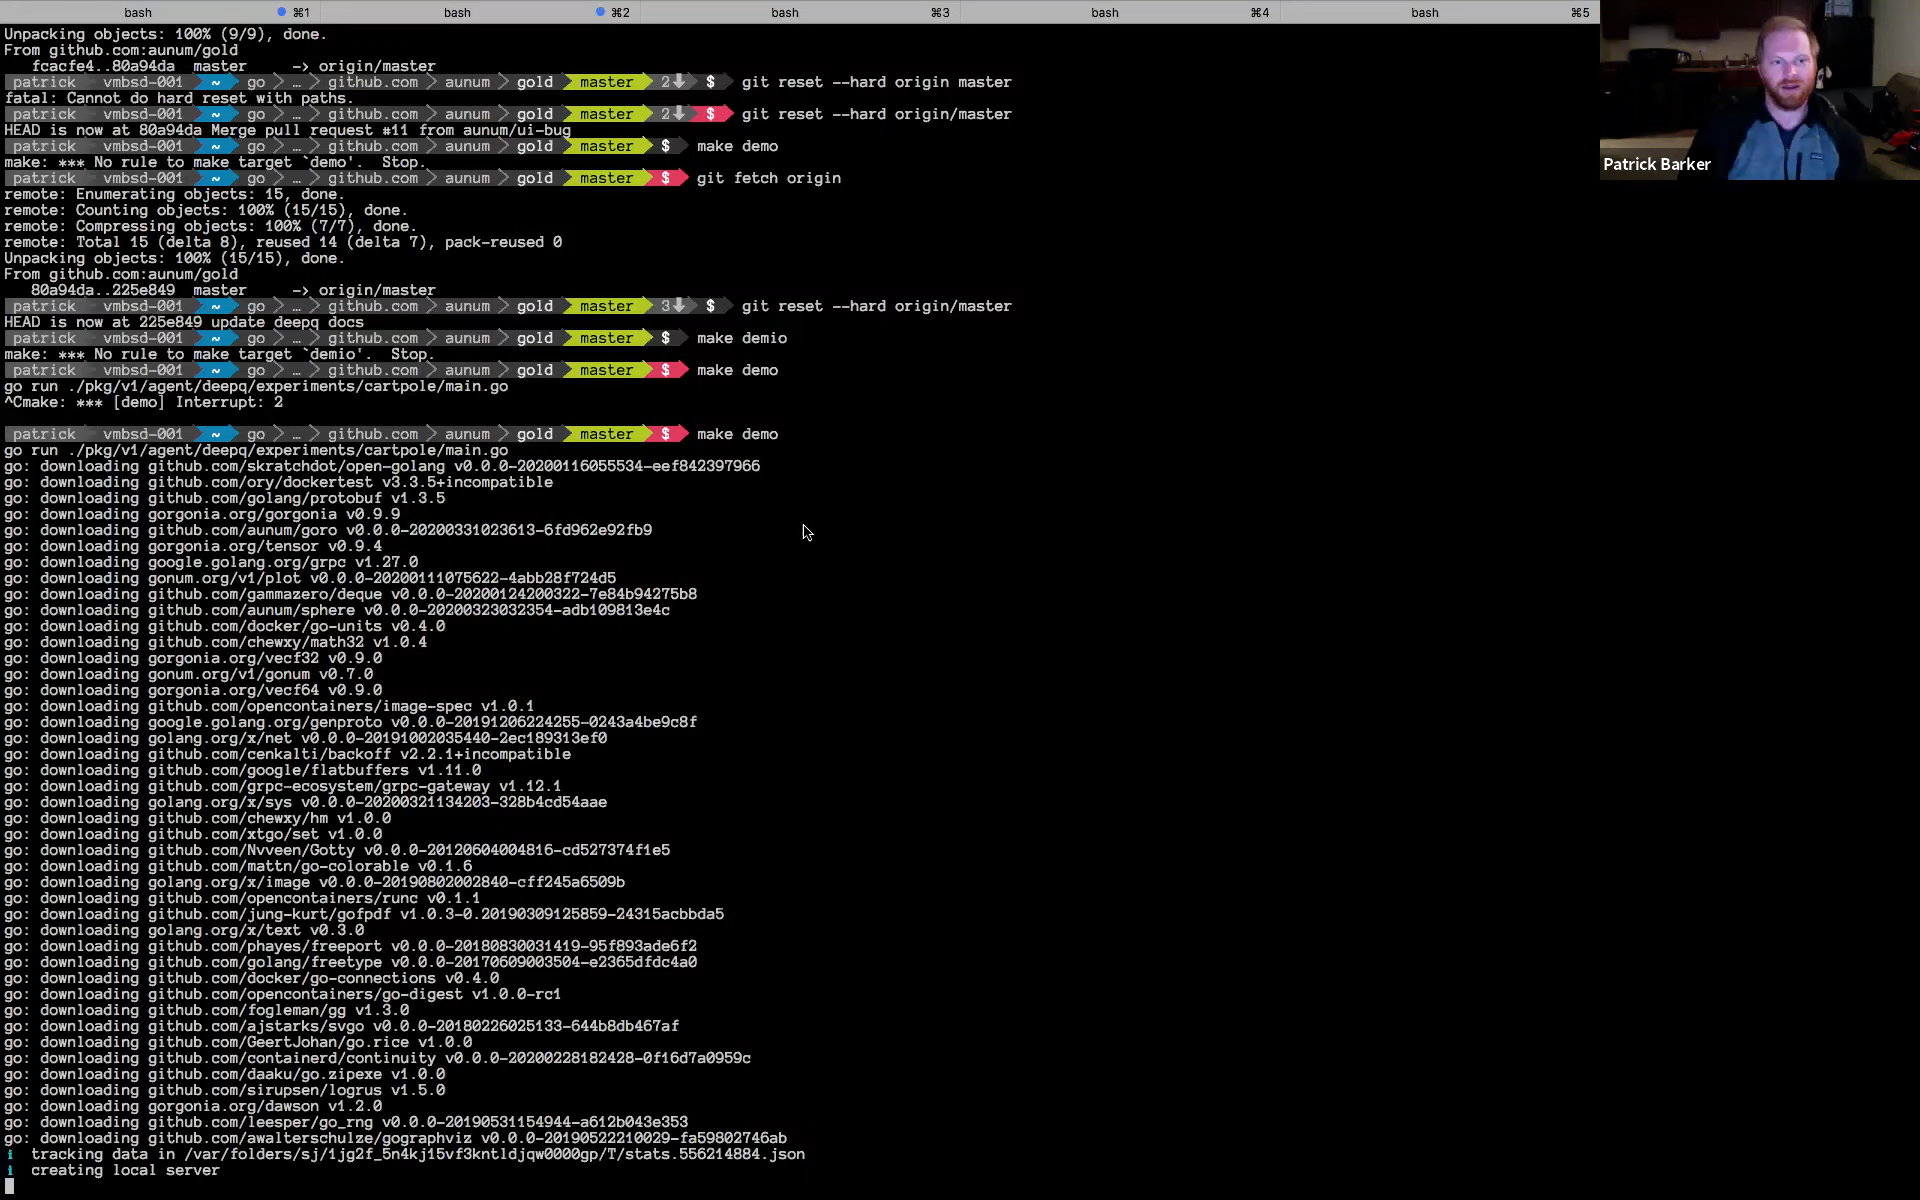 bash ⌘1 bash ⌘2 bash ⌘3 bash ⌘4 bash ⌘5
Unpacking objects: 100% (9/9), done.
From github.com:aunum/gold
fcacfe4..80a94da master -> origin/master
patrick vmbsd-001 ~ go … github.com aunum gold master 2⬇ $ git reset --hard origin master
fatal: Cannot do hard reset with paths.
patrick vmbsd-001 ~ go … github.com aunum gold master 2⬇ $ git reset --hard origin/master
HEAD is now at 80a94da Merge pull request #11 from aunum/ui-bug
patrick vmbsd-001 ~ go … github.com aunum gold master $ make demo
make: *** No rule to make target `demo'. Stop.
patrick vmbsd-001 ~ go … github.com aunum gold master $ git fetch origin
remote: Enumerating objects: 15, done.
remote: Counting objects: 100% (15/15), done.
remote: Compressing objects: 100% (7/7), done.
remote: Total 15 (delta 8), reused 14 (delta 7), pack-reused 0
Unpacking objects: 100% (15/15), done.
From github.com:aunum/gold
80a94da..225e849 master -> origin/master
patrick vmbsd-001 ~ go … github.com aunum gold master 3⬇ $ git reset --hard origin/master
HEAD is now at 225e849 update deepq docs
patrick vmbsd-001 ~ go … github.com aunum gold master $ make demio
make: *** No rule to make target `demio'. Stop.
patrick vmbsd-001 ~ go … github.com aunum gold master $ make demo
go run ./pkg/v1/agent/deepq/experiments/cartpole/main.go
^Cmake: *** [demo] Interrupt: 2
patrick vmbsd-001 ~ go … github.com aunum gold master $ make demo
go run ./pkg/v1/agent/deepq/experiments/cartpole/main.go
go: downloading github.com/skratchdot/open-golang v0.0.0-20200116055534-eef842397966
go: downloading github.com/ory/dockertest v3.3.5+incompatible
go: downloading github.com/golang/protobuf v1.3.5
go: downloading gorgonia.org/gorgonia v0.9.9
go: downloading github.com/aunum/goro v0.0.0-20200331023613-6fd962e92fb9
go: downloading gorgonia.org/tensor v0.9.4
go: downloading google.golang.org/grpc v1.27.0
go: downloading gonum.org/v1/plot v0.0.0-20200111075622-4abb28f724d5
go: downloading github.com/gammazero/deque v0.0.0-20200124200322-7e84b94275b8
go: downloading github.com/aunum/sphere v0.0.0-20200323032354-adb109813e4c
go: downloading github.com/docker/go-units v0.4.0
go: downloading github.com/chewxy/math32 v1.0.4
go: downloading gorgonia.org/vecf32 v0.9.0
go: downloading gonum.org/v1/gonum v0.7.0
go: downloading gorgonia.org/vecf64 v0.9.0
go: downloading github.com/opencontainers/image-spec v1.0.1
go: downloading google.golang.org/genproto v0.0.0-20191206224255-0243a4be9c8f
go: downloading golang.org/x/net v0.0.0-20191002035440-2ec189313ef0
go: downloading github.com/cenkalti/backoff v2.2.1+incompatible
go: downloading github.com/google/flatbuffers v1.11.0
go: downloading github.com/grpc-ecosystem/grpc-gateway v1.12.1
go: downloading golang.org/x/sys v0.0.0-20200321134203-328b4cd54aae
go: downloading github.com/chewxy/hm v1.0.0
go: downloading github.com/xtgo/set v1.0.0
go: downloading github.com/Nvveen/Gotty v0.0.0-20120604004816-cd527374f1e5
go: downloading github.com/mattn/go-colorable v0.1.6
go: downloading golang.org/x/image v0.0.0-20190802002840-cff245a6509b
go: downloading github.com/opencontainers/runc v0.1.1
go: downloading github.com/jung-kurt/gofpdf v1.0.3-0.20190309125859-24315acbbda5
go: downloading golang.org/x/text v0.3.0
go: downloading github.com/phayes/freeport v0.0.0-20180830031419-95f893ade6f2
go: downloading github.com/golang/freetype v0.0.0-20170609003504-e2365dfdc4a0
go: downloading github.com/docker/go-connections v0.4.0
go: downloading github.com/opencontainers/go-digest v1.0.0-rc1
go: downloading github.com/fogleman/gg v1.3.0
go: downloading github.com/ajstarks/svgo v0.0.0-20180226025133-644b8db467af
go: downloading github.com/GeertJohan/go.rice v1.0.0
go: downloading github.com/containerd/continuity v0.0.0-20200228182428-0f16d7a0959c
go: downloading github.com/daaku/go.zipexe v1.0.0
go: downloading github.com/sirupsen/logrus v1.5.0
go: downloading gorgonia.org/dawson v1.2.0
go: downloading github.com/leesper/go_rng v0.0.0-20190531154944-a612b043e353
go: downloading github.com/awalterschulze/gographviz v0.0.0-20190522210029-fa59802746ab
i tracking data in /var/folders/sj/1jg2f_5n4kj15vf3kntldjqw0000gp/T/stats.556214884.json
i creating local server
Patrick Barker